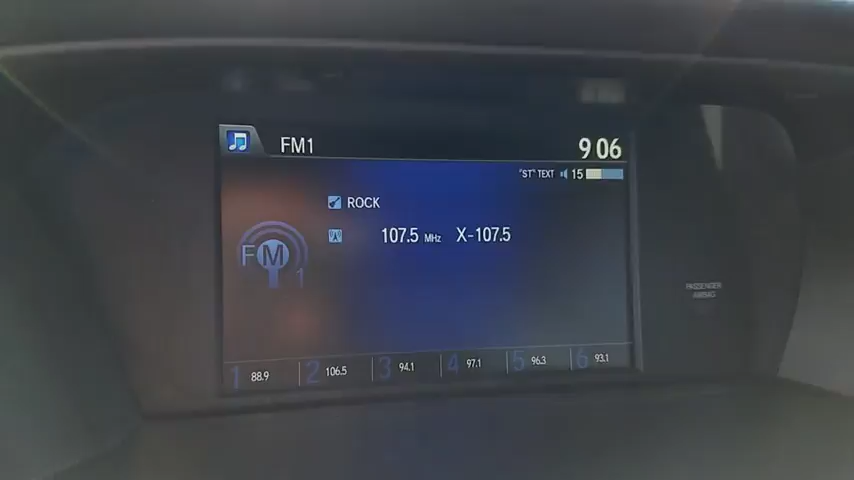 FM1
9 06
"ST" TEXT 15
ROCK
107.5 MHz X-107.5
FM 1
PASSENGER
AIRBAG
1 88.9 2 106.5 3 94.1 4 97.1 5 96.3 6 93.1